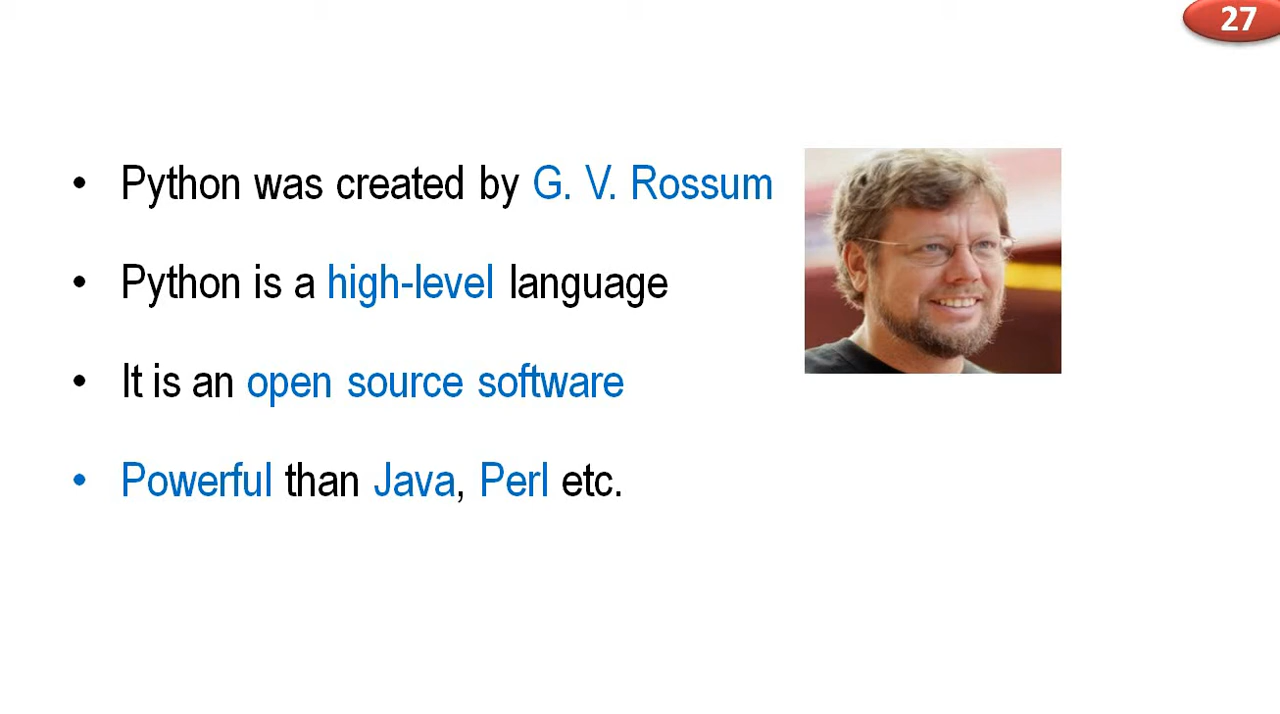 27
• Python was created by G. V. Rossum
• Python is a high-level language
• It is an open source software
• Powerful than Java, Perl etc.